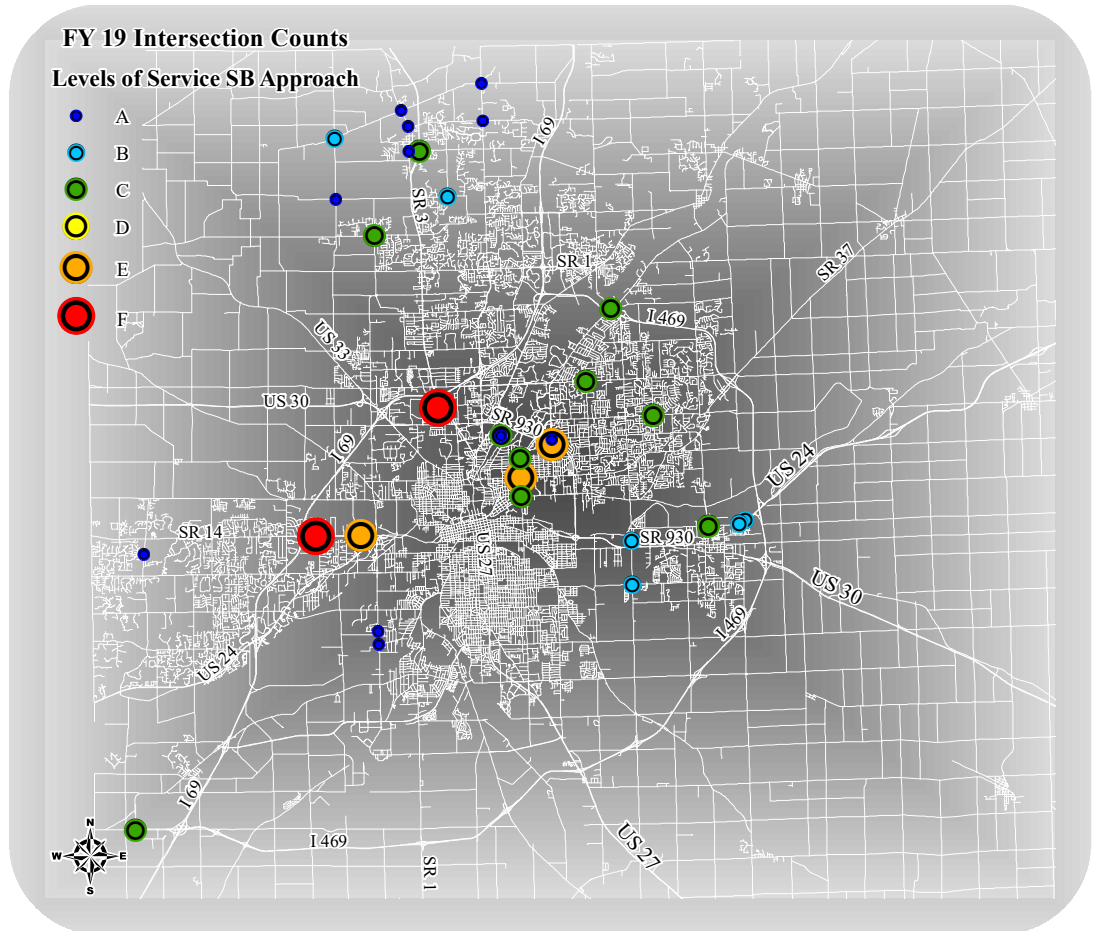 FY 19 Intersection Counts
Levels of Service SB Approach
A
B
C
D
E
F
I 69
SR 3
SR 1
SR 37
I 469
US 33
US 30
SR 930
I 69
US 24
SR 14
SR 930
US 27
US 30
I 469
US 24
I 69
N
W E
S
I 469
US 27
SR 1